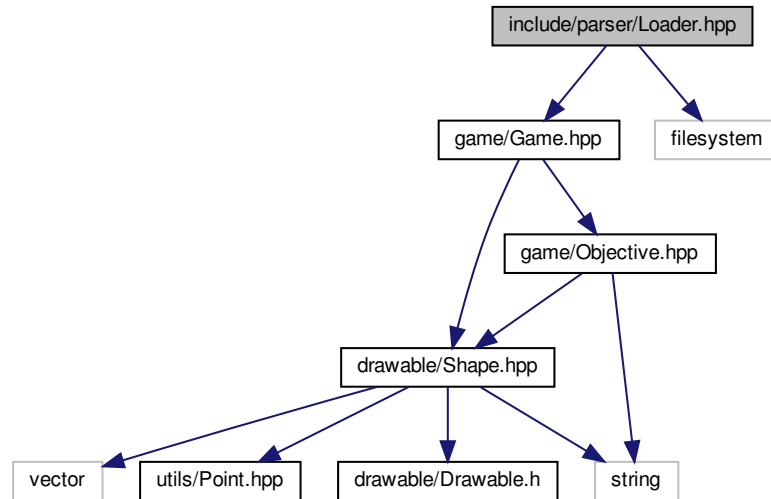 include/parser/Loader.hpp
game/Game.hpp
filesystem
game/Objective.hpp
drawable/Shape.hpp
vector
utils/Point.hpp
drawable/Drawable.h
string